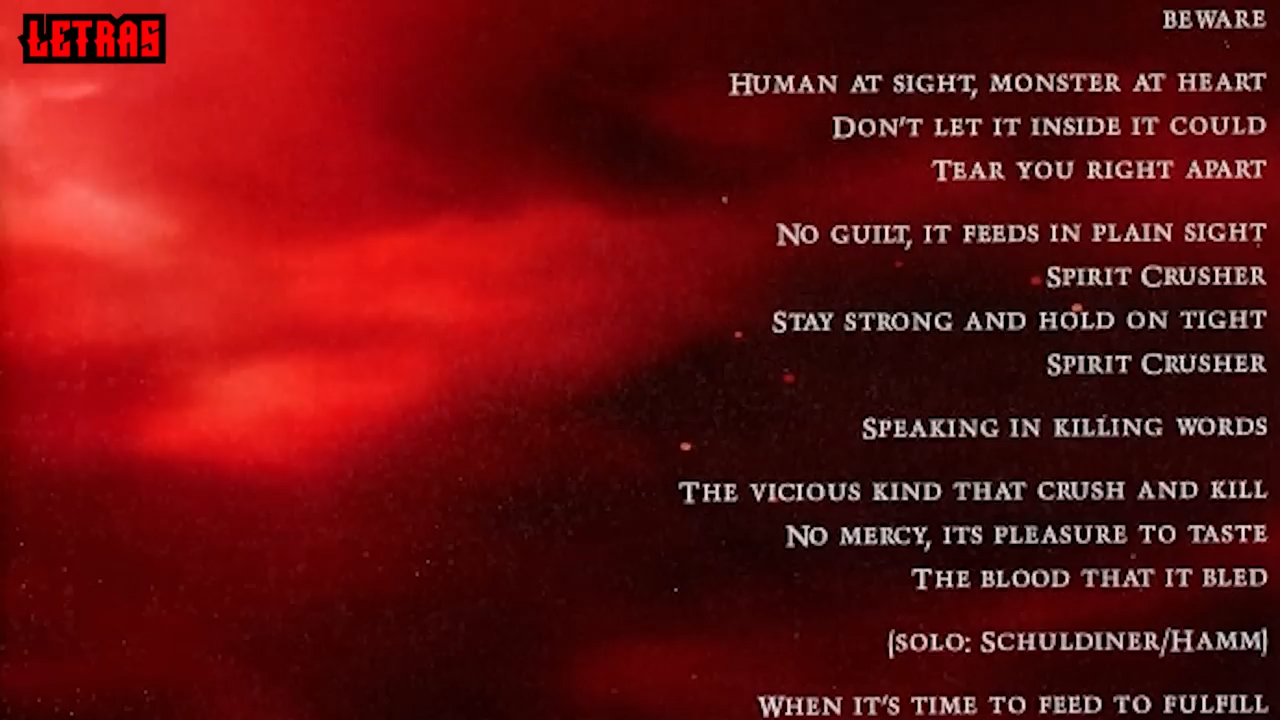 LETRAS
BEWARE
HUMAN AT SIGHT, MONSTER AT HEART
DON'T LET IT INSIDE IT COULD
TEAR YOU RIGHT APART
NO GUILT, IT FEEDS IN PLAIN SIGHT
SPIRIT CRUSHER
STAY STRONG AND HOLD ON TIGHT
SPIRIT CRUSHER
SPEAKING IN KILLING WORDS
THE VICIOUS KIND THAT CRUSH AND KILL
NO MERCY, ITS PLEASURE TO TASTE
THE BLOOD THAT IT BLED
(SOLO: SCHULDINER/HAMM)
WHEN IT'S TIME TO FEED TO FULFILL